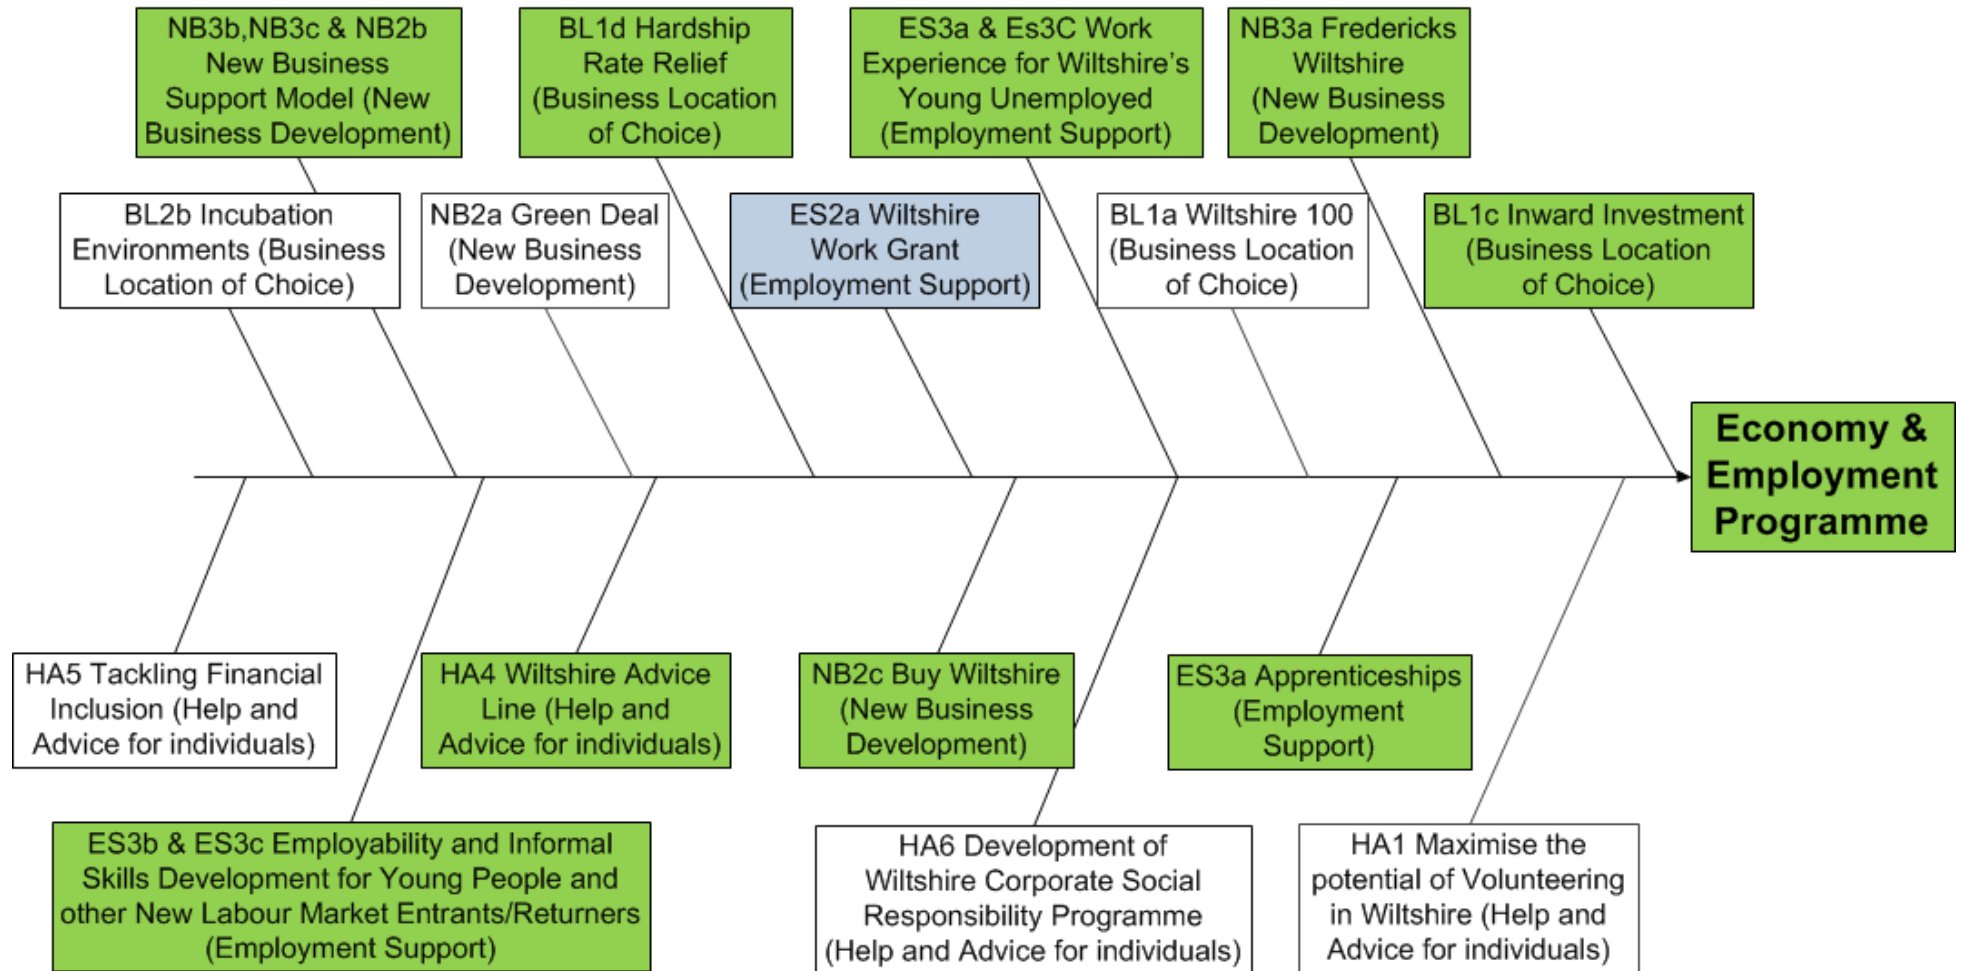 NB3b,NB3c & NB2b
New Business
Support Model (New
Business Development)
BL1d Hardship
Rate Relief
(Business Location
of Choice)
ES3a & Es3C Work
Experience for Wiltshire's
Young Unemployed
(Employment Support)
NB3a Fredericks
Wiltshire
(New Business
Development)
BL2b Incubation
Environments (Business
Location of Choice)
NB2a Green Deal
(New Business
Development)
ES2a Wiltshire
Work Grant
(Employment Support)
BL1a Wiltshire 100
(Business Location
of Choice)
BL1c Inward Investment
(Business Location
of Choice)
Economy &
Employment
Programme
HA5 Tackling Financial
Inclusion (Help and
Advice for individuals)
HA4 Wiltshire Advice
Line (Help and
Advice for individuals)
NB2c Buy Wiltshire
(New Business
Development)
ES3a Apprenticeships
(Employment
Support)
ES3b & ES3c Employability and Informal
Skills Development for Young People and
other New Labour Market Entrants/Returners
(Employment Support)
HA6 Development of
Wiltshire Corporate Social
Responsibility Programme
(Help and Advice for individuals)
HA1 Maximise the
potential of Volunteering
in Wiltshire (Help and
Advice for individuals)